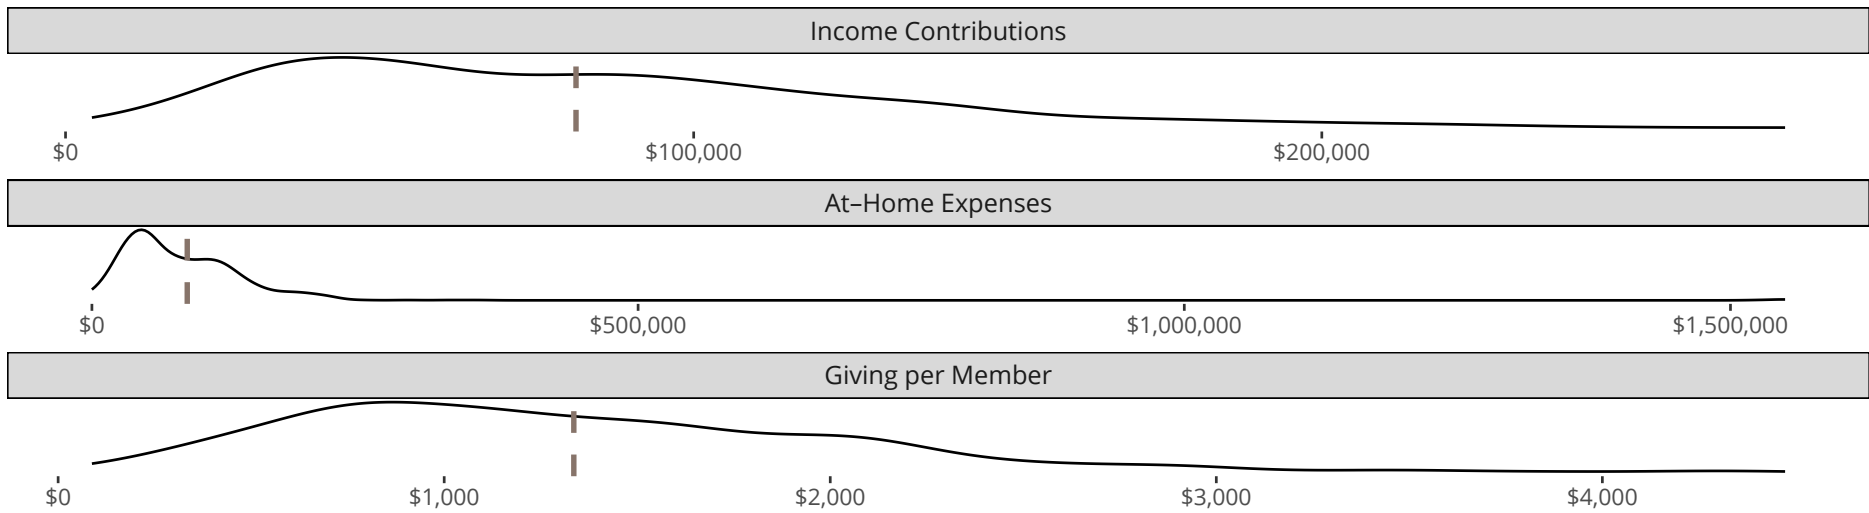 Income Contributions
$0 $100,000 $200,000
At–Home Expenses
$0 $500,000 $1,000,000 $1,500,000
Giving per Member
$0 $1,000 $2,000 $3,000 $4,000